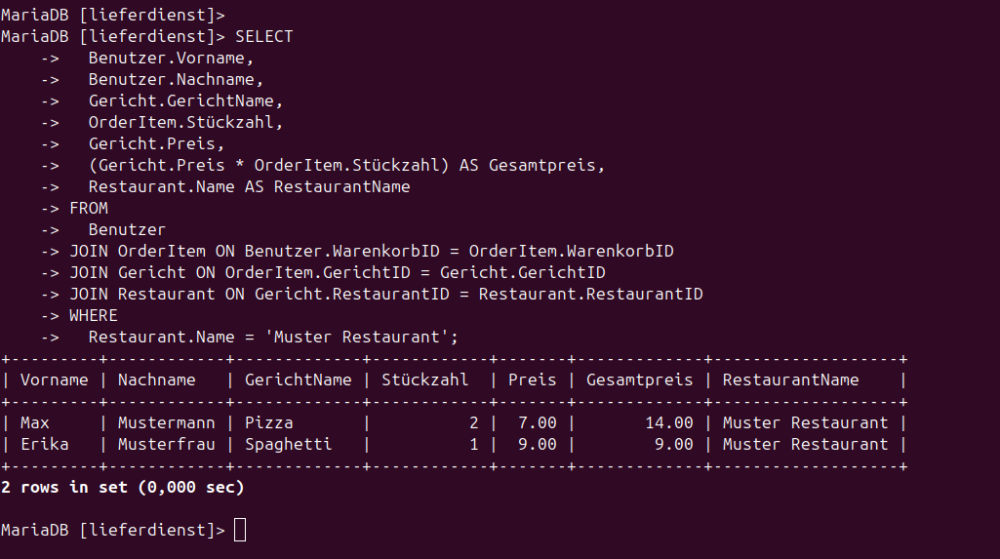 MariaDB [lieferdienst]>
MariaDB [lieferdienst]> SELECT
    ->   Benutzer.Vorname,
    ->   Benutzer.Nachname,
    ->   Gericht.GerichtName,
    ->   OrderItem.Stückzahl,
    ->   Gericht.Preis,
    ->   (Gericht.Preis * OrderItem.Stückzahl) AS Gesamtpreis,
    ->   Restaurant.Name AS RestaurantName
    -> FROM
    ->   Benutzer
    -> JOIN OrderItem ON Benutzer.WarenkorbID = OrderItem.WarenkorbID
    -> JOIN Gericht ON OrderItem.GerichtID = Gericht.GerichtID
    -> JOIN Restaurant ON Gericht.RestaurantID = Restaurant.RestaurantID
    -> WHERE
    ->   Restaurant.Name = 'Muster Restaurant';
+---------+------------+-------------+------------+-------+-------------+-------------------+
| Vorname | Nachname   | GerichtName | Stückzahl  | Preis | Gesamtpreis | RestaurantName    |
+---------+------------+-------------+------------+-------+-------------+-------------------+
| Max     | Mustermann | Pizza       |          2 |  7.00 |       14.00 | Muster Restaurant |
| Erika   | Musterfrau | Spaghetti   |          1 |  9.00 |        9.00 | Muster Restaurant |
+---------+------------+-------------+------------+-------+-------------+-------------------+
2 rows in set (0,000 sec)

MariaDB [lieferdienst]>